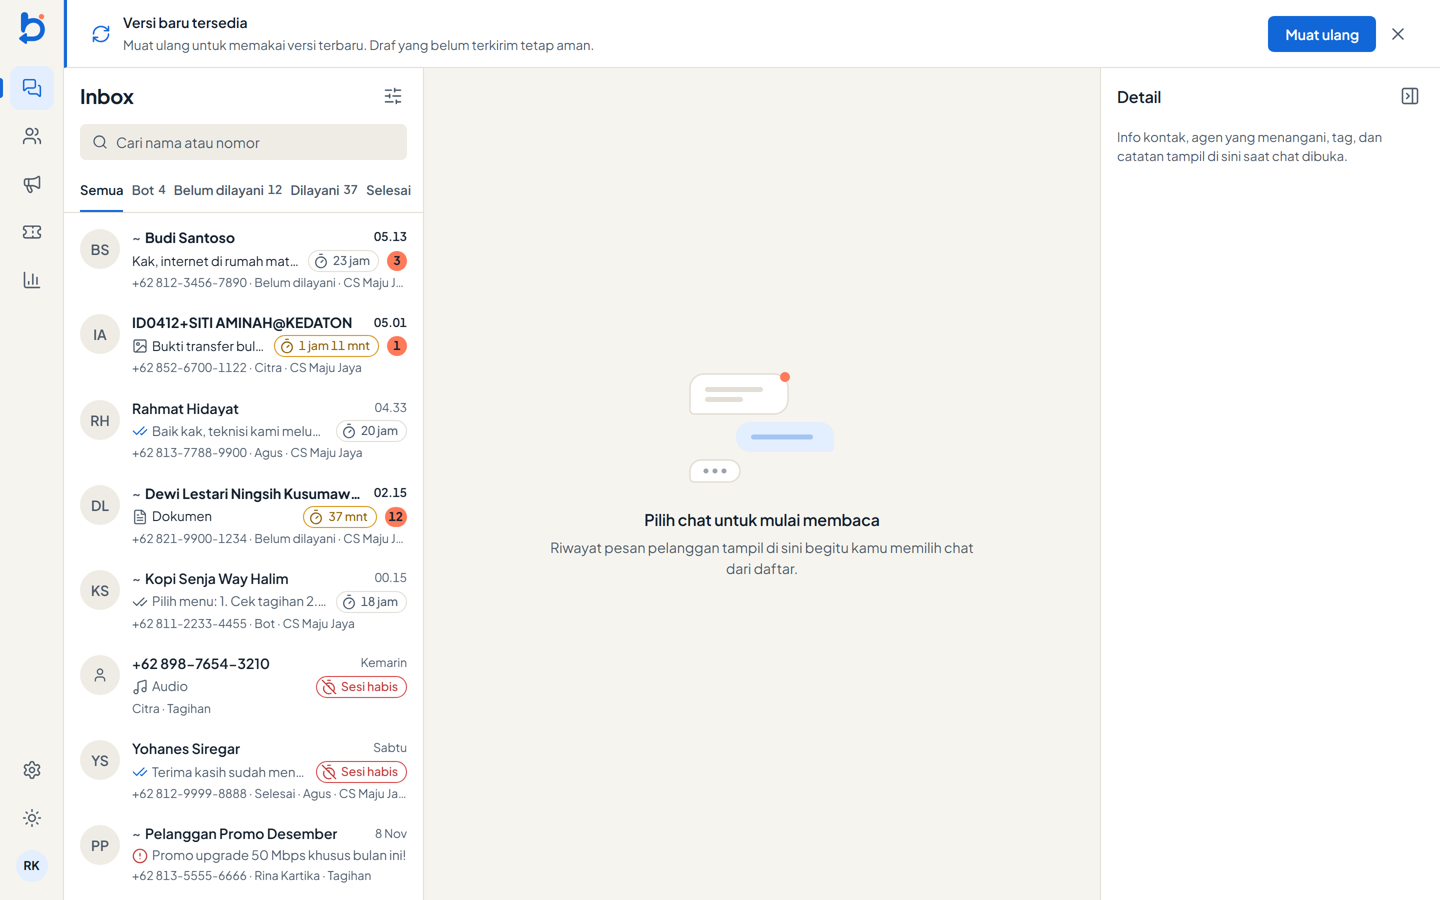 Versi baru tersedia
Muat ulang untuk memakai versi terbaru. Draf yang belum terkirim tetap aman.
Muat ulang
Inbox
Cari nama atau nomor
Semua Bot 4 Belum dilayani 12 Dilayani 37 Selesai
BS
~ Budi Santoso 05.13
Kak, internet di rumah mat... 23 jam 3
+62 812-3456-7890 · Belum dilayani · CS Maju J...
IA
ID0412+SITI AMINAH@KEDATON 05.01
Bukti transfer bul... 1 jam 11 mnt 1
+62 852-6700-1122 · Citra · CS Maju Jaya
RH
Rahmat Hidayat 04.33
Baik kak, teknisi kami melu... 20 jam
+62 813-7788-9900 · Agus · CS Maju Jaya
DL
~ Dewi Lestari Ningsih Kusumaw... 02.15
Dokumen 37 mnt 12
+62 821-9900-1234 · Belum dilayani · CS Maju J...
KS
~ Kopi Senja Way Halim 00.15
Pilih menu: 1. Cek tagihan 2.... 18 jam
+62 811-2233-4455 · Bot · CS Maju Jaya
+62 898-7654-3210 Kemarin
Audio Sesi habis
Citra · Tagihan
YS
Yohanes Siregar Sabtu
Terima kasih sudah men... Sesi habis
+62 812-9999-8888 · Selesai · Agus · CS Maju Ja...
PP
~ Pelanggan Promo Desember 8 Nov
Promo upgrade 50 Mbps khusus bulan ini!
+62 813-5555-6666 · Rina Kartika · Tagihan
RK
Pilih chat untuk mulai membaca
Riwayat pesan pelanggan tampil di sini begitu kamu memilih chat
dari daftar.
Detail
Info kontak, agen yang menangani, tag, dan
catatan tampil di sini saat chat dibuka.